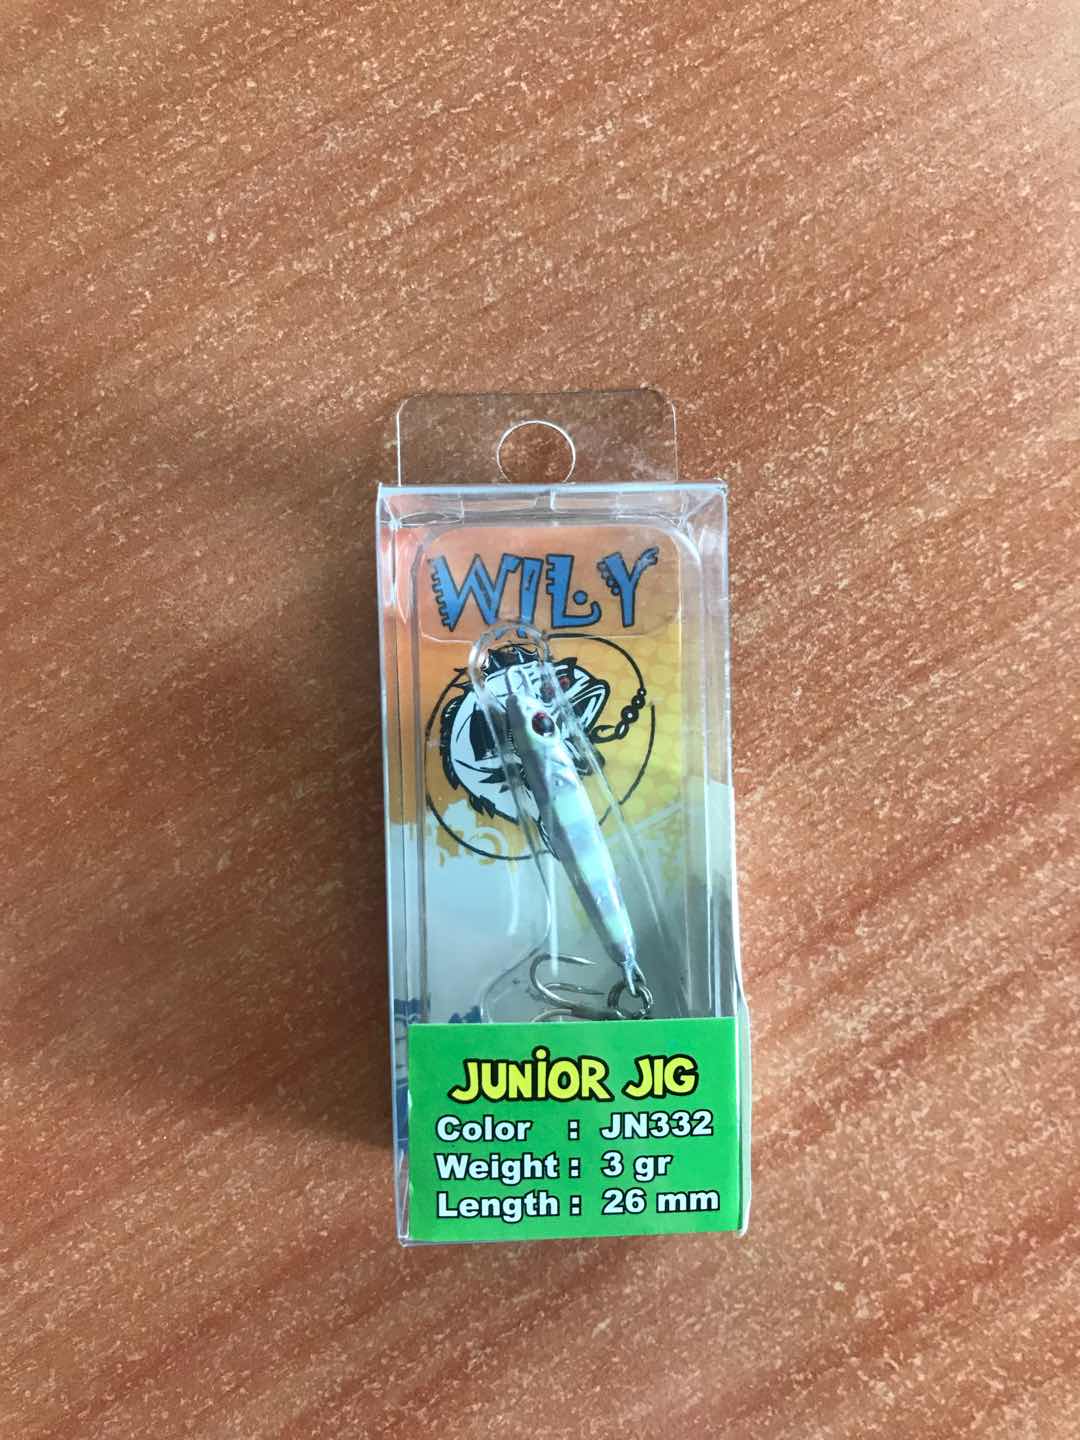 WILY
JUNiOR JIG
Color : JN332
Weight : 3 gr
Length : 26 mm